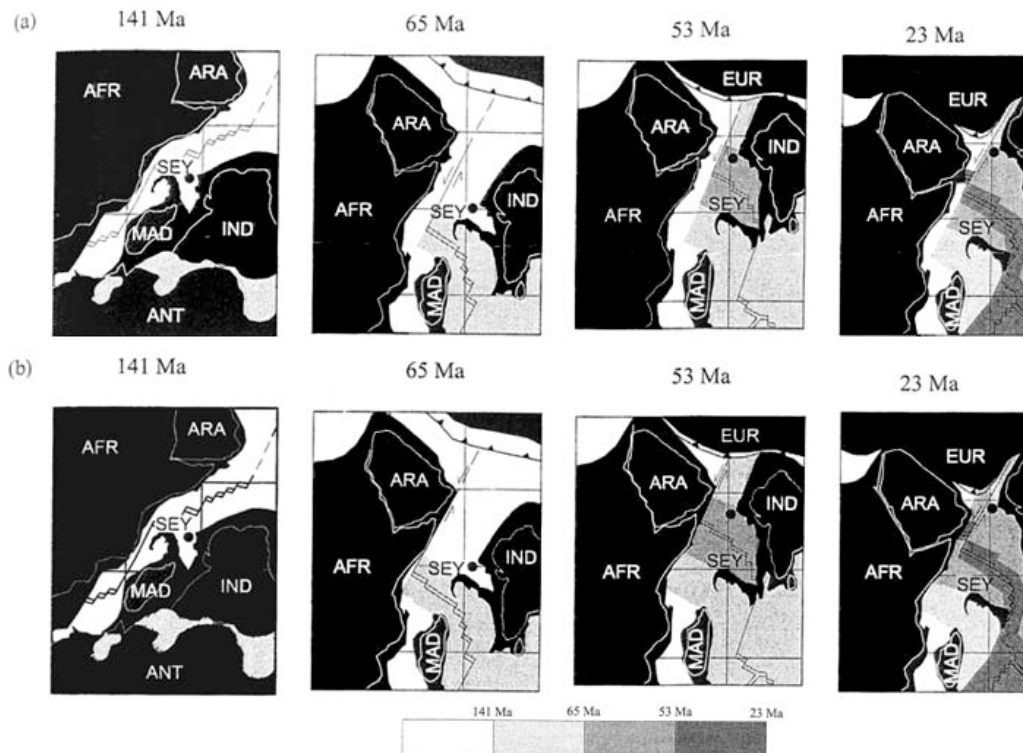 (a)
141 Ma
65 Ma
53 Ma
23 Ma
AFR
ARA
SEY
MAD
IND
ANT
ARA
AFR
SEY
IND
MAD
EUR
ARA
IND
AFR
SEY
MAD
EUR
ARA
AFR
SEY
MAD
(b)
141 Ma
65 Ma
53 Ma
23 Ma
AFR
ARA
SEY
MAD
IND
ANT
ARA
AFR
SEY
IND
MAD
EUR
ARA
IND
AFR
SEY
MAD
EUR
ARA
AFR
SEY
MAD
141 Ma 65 Ma 53 Ma 23 Ma